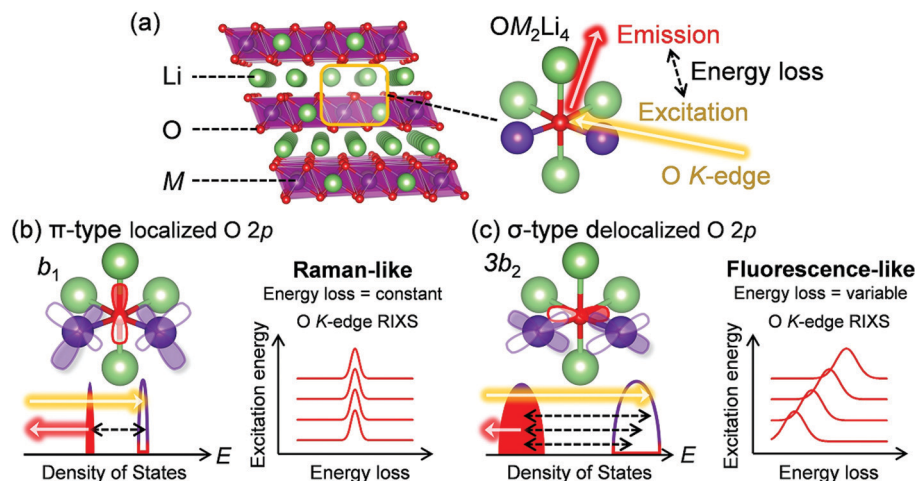 (a)
Li
O
M
OM₂Li₄
Emission
Energy loss
Excitation
O K-edge
(b) π-type localized O 2p
b₁
Raman-like
Energy loss = constant
O K-edge RIXS
Excitation energy
Energy loss
E
Density of States
(c) σ-type delocalized O 2p
3b₂
Fluorescence-like
Energy loss = variable
O K-edge RIXS
Excitation energy
Energy loss
E
Density of States